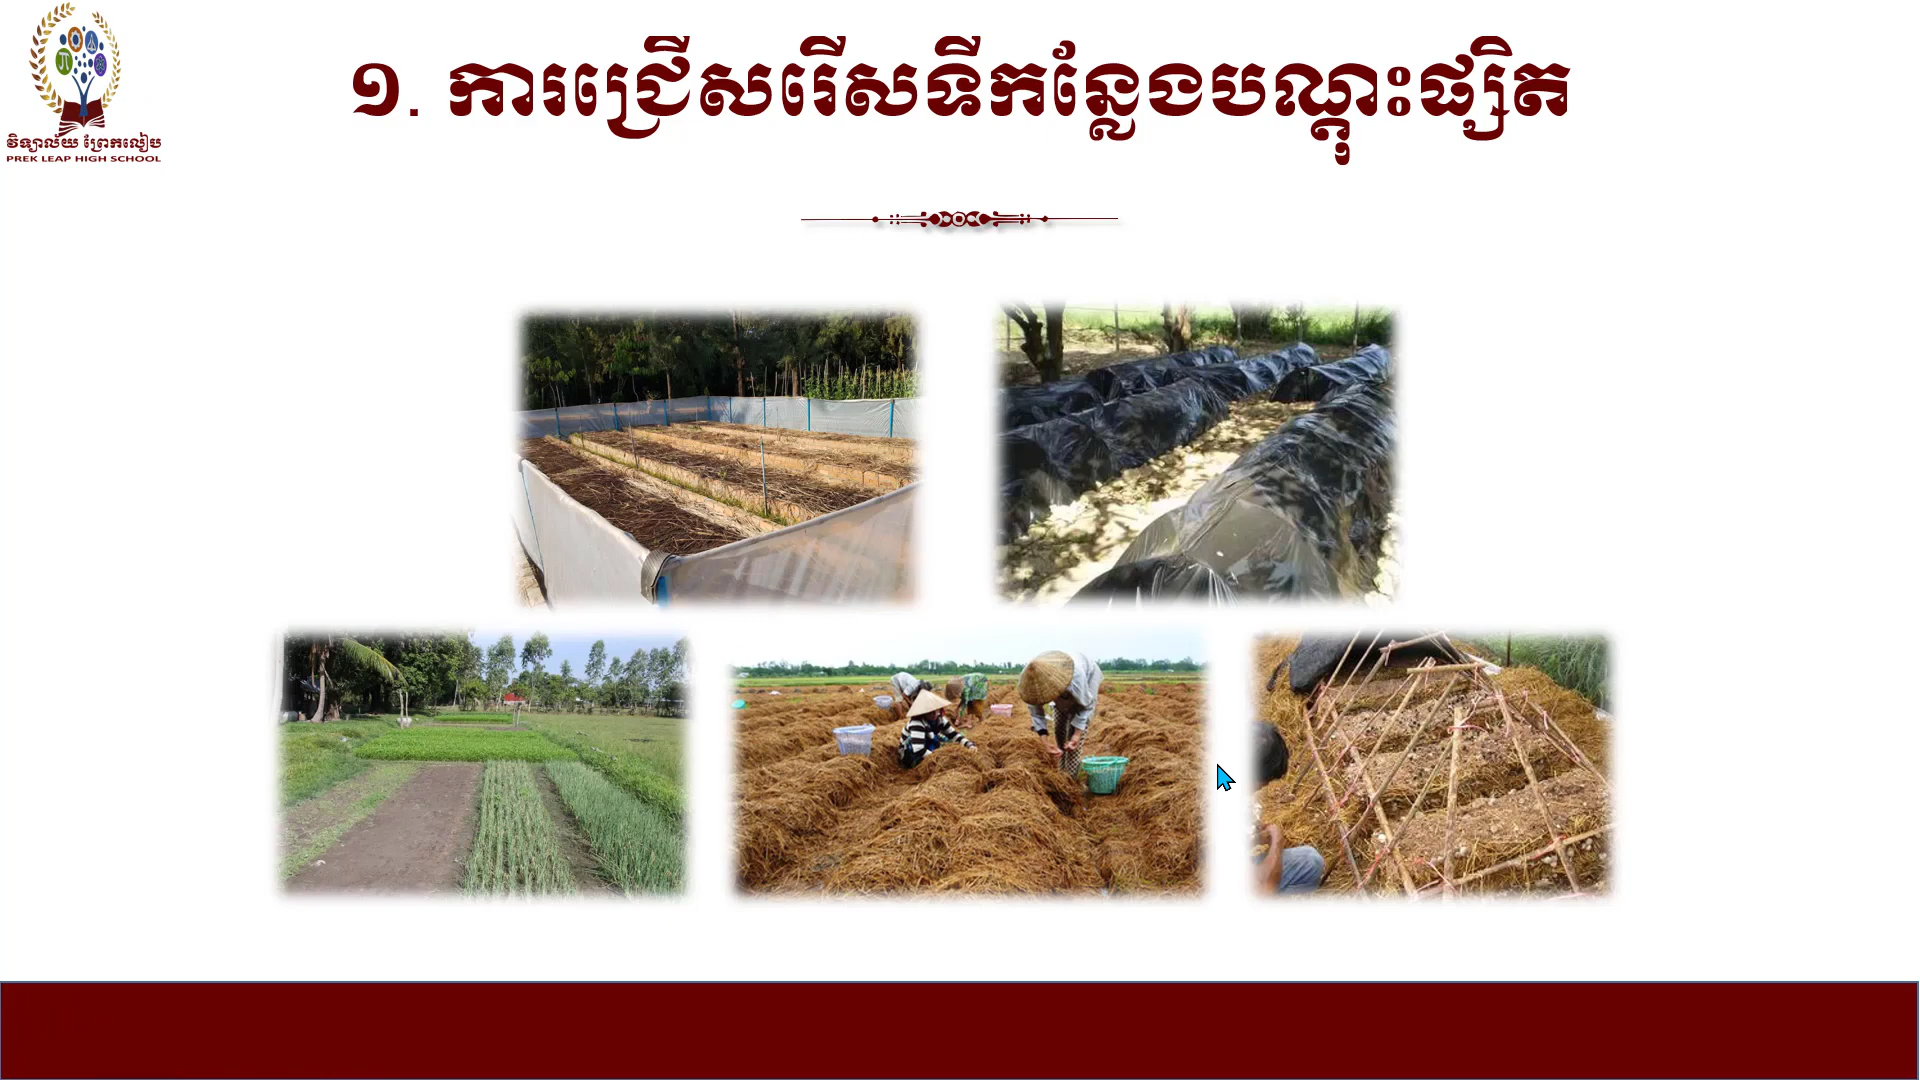 វិទ្យាល័យ ព្រែកលៀប
PREK LEAP HIGH SCHOOL
១. ការជ្រើសរើសទីកន្លែងបណ្តុះផ្សិត